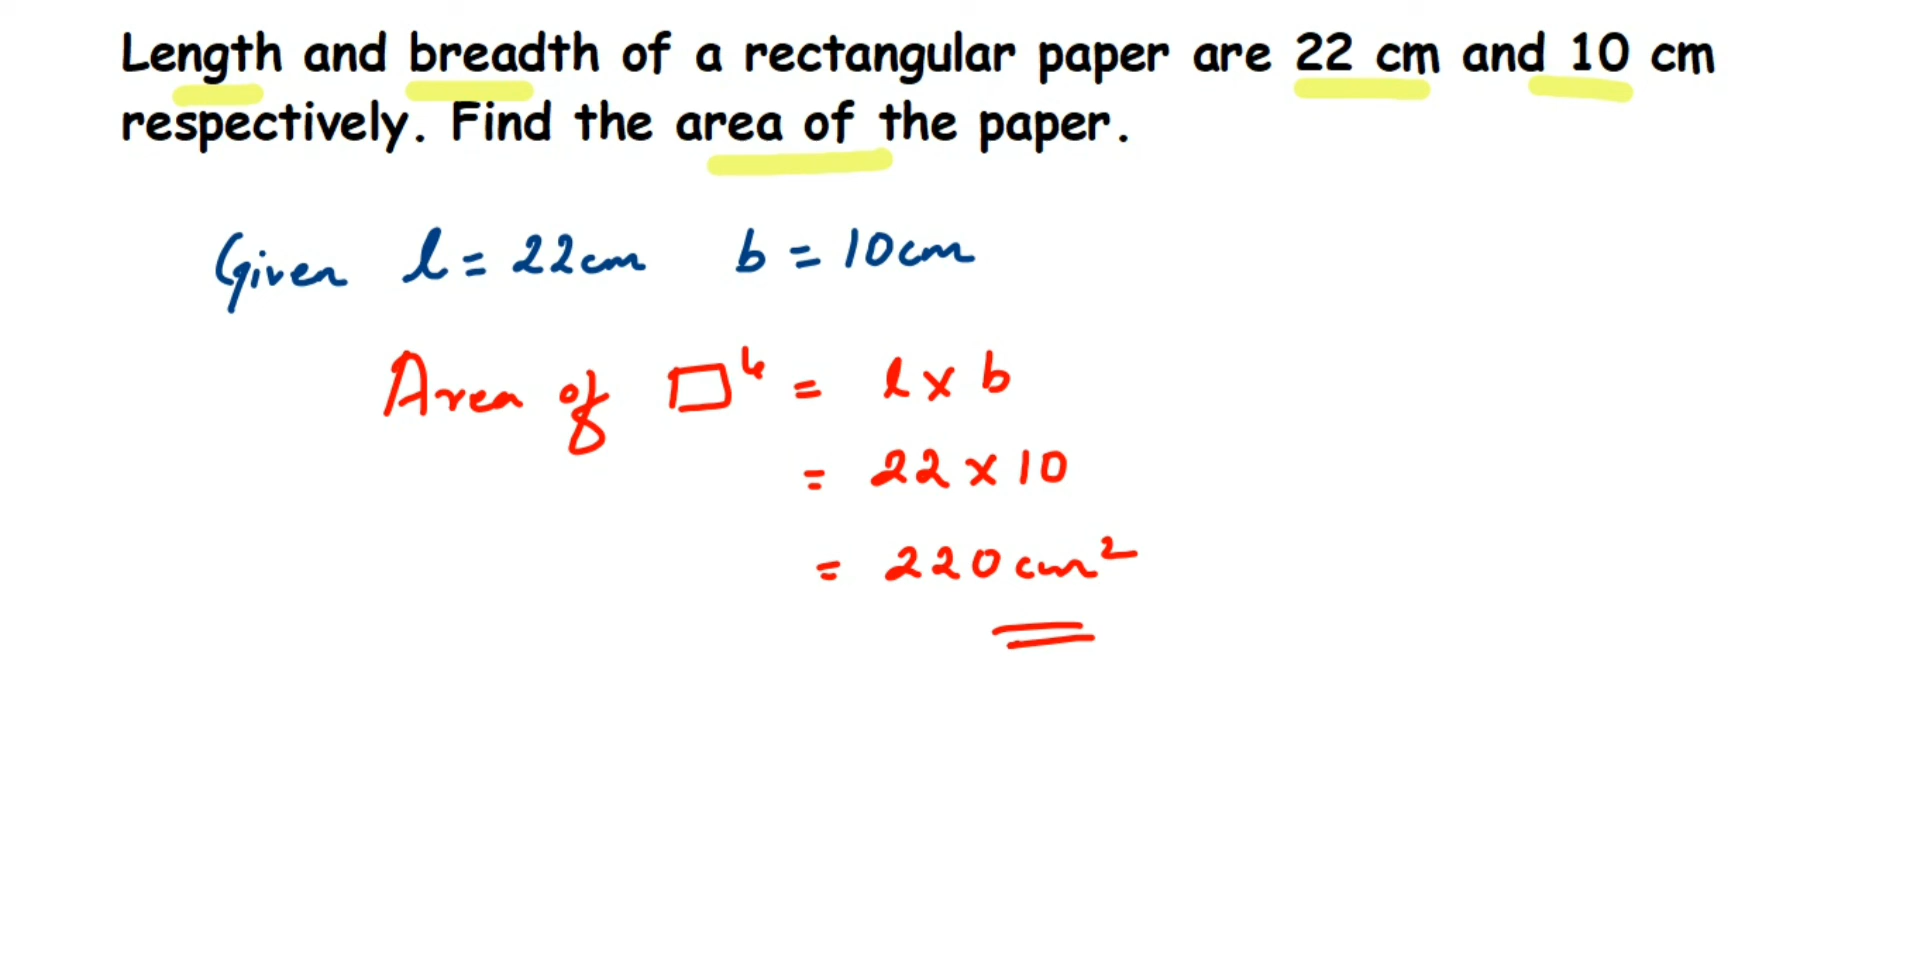 Length and breadth of a rectangular paper are 22 cm and 10 cm
respectively. Find the area of the paper.
Given l = 22cm b = 10cm
Area of □le = l x b
= 22 x 10
= 220 cm²